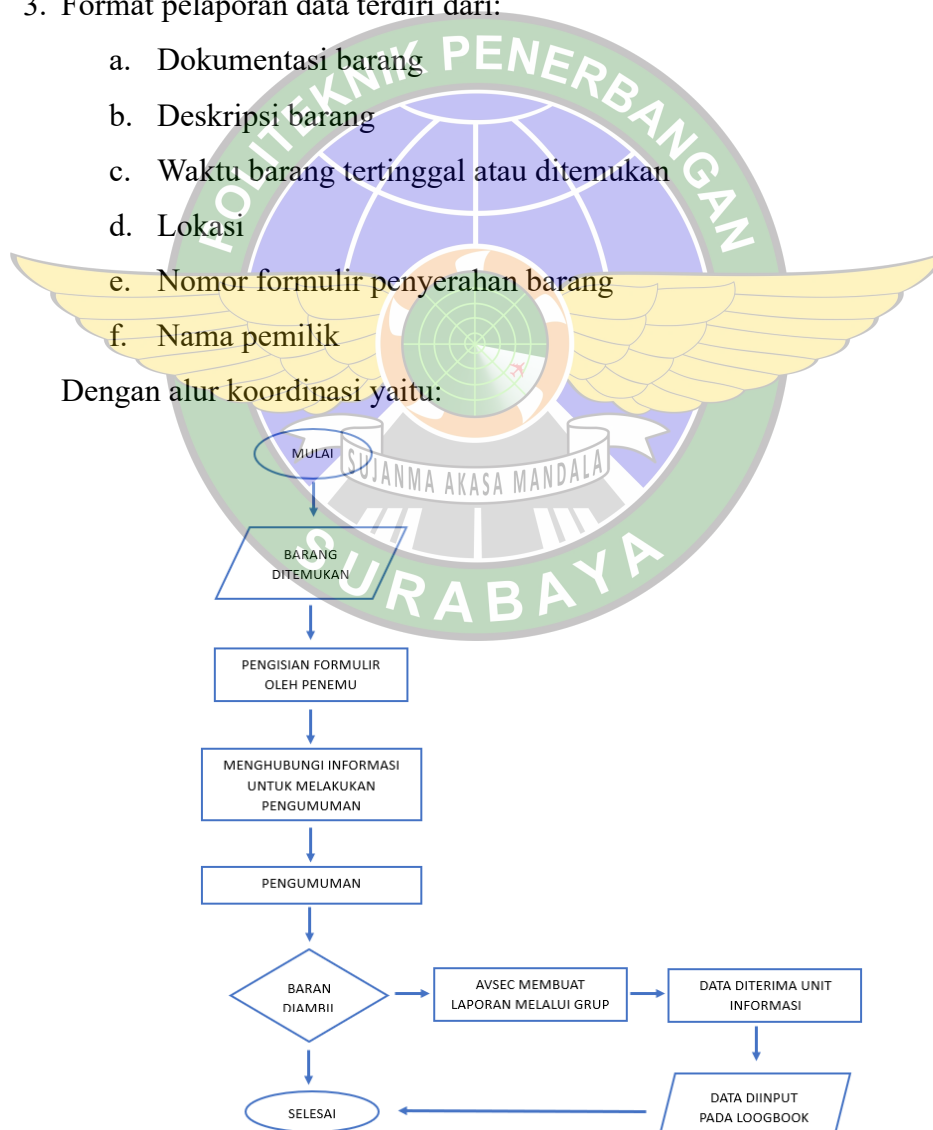 3. Format pelaporan data terdiri dari:
a. Dokumentasi barang
b. Deskripsi barang
c. Waktu barang tertinggal atau ditemukan
d. Lokasi
e. Nomor formulir penyerahan barang
f. Nama pemilik
Dengan alur koordinasi yaitu:
POLITEKNIK PENERBANGAN
SUJANMA AKASA MANDALA
SURABAYA
MULAI
BARANG
DITEMUKAN
PENGISIAN FORMULIR
OLEH PENEMU
MENGHUBUNGI INFORMASI
UNTUK MELAKUKAN
PENGUMUMAN
PENGUMUMAN
BARAN
DIAMBIL
AVSEC MEMBUAT
LAPORAN MELALUI GRUP
DATA DITERIMA UNIT
INFORMASI
DATA DIINPUT
PADA LOOGBOOK
SELESAI